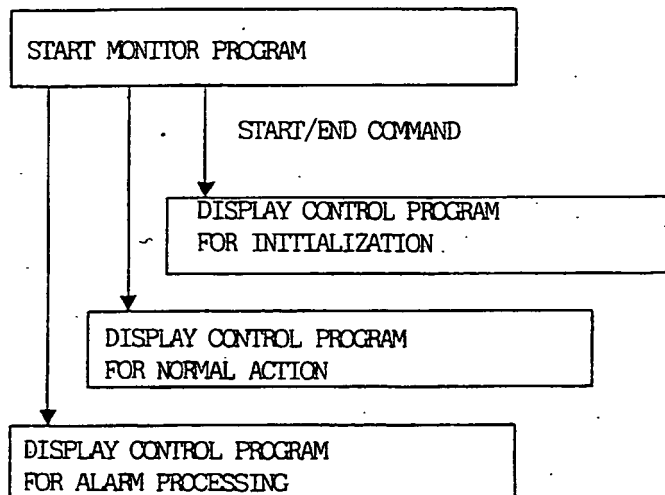 START MONITOR PROGRAM
START/END COMMAND
DISPLAY CONTROL PROGRAM
FOR INITIALIZATION
DISPLAY CONTROL PROGRAM
FOR NORMAL ACTION
DISPLAY CONTROL PROGRAM
FOR ALARM PROCESSING